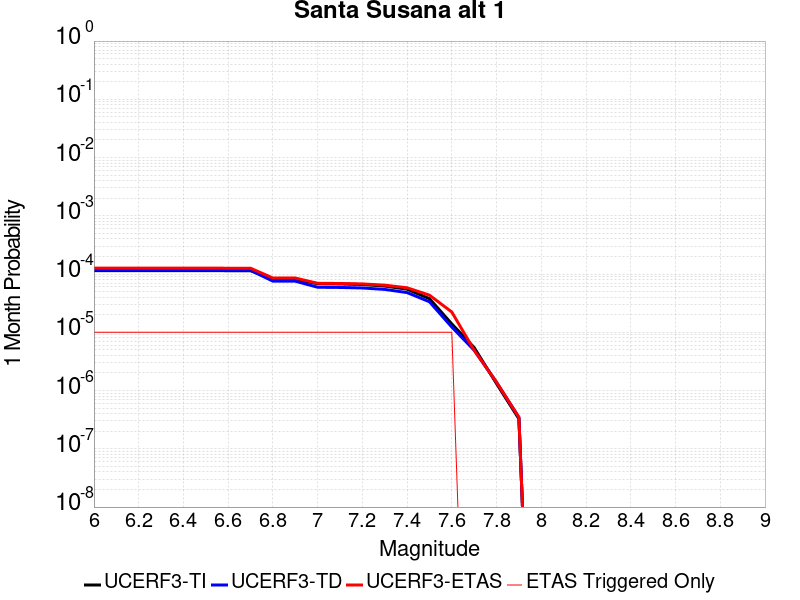 Santa Susana alt 1
1 Month Probability
10^0
10^-1
10^-2
10^-3
10^-4
10^-5
10^-6
10^-7
10^-8
6 6.2 6.4 6.6 6.8 7 7.2 7.4 7.6 7.8 8 8.2 8.4 8.6 8.8 9
Magnitude
UCERF3-TI UCERF3-TD UCERF3-ETAS ETAS Triggered Only